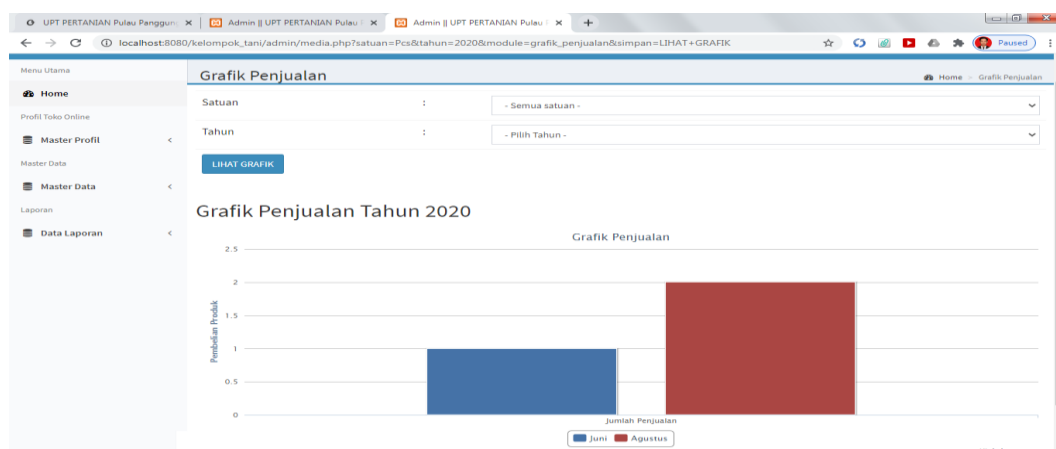 UPT PERTANIAN Pulau Panggung Admin || UPT PERTANIAN Pulau Admin || UPT PERTANIAN Pulau
localhost:8080/kelompok_tani/admin/media.php?satuan=Pcs&tahun=2020&module=grafik_penjualan&simpan=LIHAT+GRAFIK Paused
Menu Utama
Home
Profil Toko Online
Master Profil
Master Data
Master Data
Laporan
Data Laporan
Grafik Penjualan
Home > Grafik Penjualan
Satuan : - Semua satuan -
Tahun : - Pilih Tahun -
LIHAT GRAFIK
Grafik Penjualan Tahun 2020
Grafik Penjualan
Pembelian Produk
2.5
2
1.5
1
0.5
0
Jumlah Penjualan
Juni Agustus